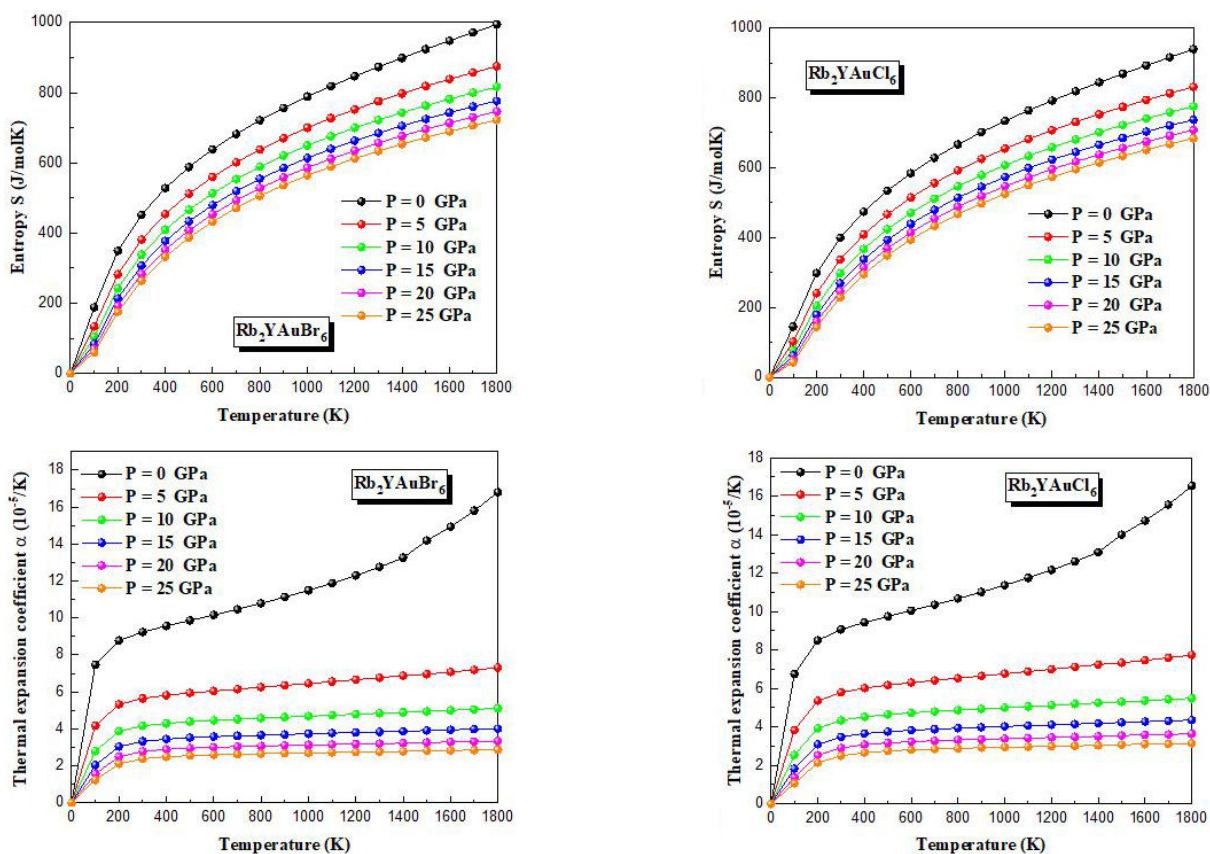 1000
800
600
400
200
0
Entropy S (J/molK)
P = 0 GPa
P = 5 GPa
P = 10 GPa
P = 15 GPa
P = 20 GPa
P = 25 GPa
Rb₂YAuBr₆
0 200 400 600 800 1000 1200 1400 1600 1800
Temperature (K)
1000
800
600
400
200
0
Entropy S (J/molK)
Rb₂YAuCl₆
P = 0 GPa
P = 5 GPa
P = 10 GPa
P = 15 GPa
P = 20 GPa
P = 25 GPa
0 200 400 600 800 1000 1200 1400 1600 1800
Temperature (K)
18
16
14
12
10
8
6
4
2
0
Thermal expansion coefficient α (10⁻⁵/K)
P = 0 GPa
P = 5 GPa
P = 10 GPa
P = 15 GPa
P = 20 GPa
P = 25 GPa
Rb₂YAuBr₆
0 200 400 600 800 1000 1200 1400 1600 1800
Temperature (K)
18
16
14
12
10
8
6
4
2
0
Thermal expansion coefficient α (10⁻⁵/K)
P = 0 GPa
P = 5 GPa
P = 10 GPa
P = 15 GPa
P = 20 GPa
P = 25 GPa
Rb₂YAuCl₆
0 200 400 600 800 1000 1200 1400 1600 1800
Temperature (K)